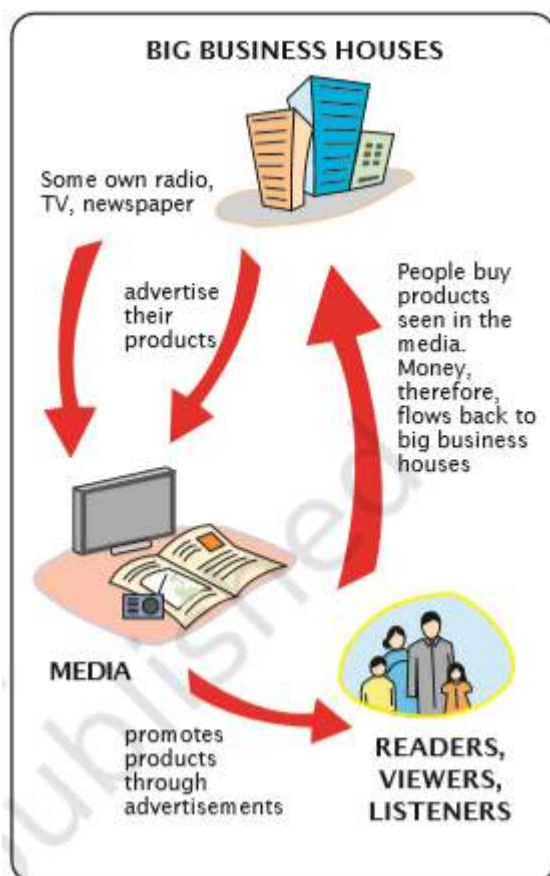 BIG BUSINESS HOUSES
Some own radio,
TV, newspaper
advertise
their
products
People buy
products
seen in the
media.
Money,
therefore,
flows back to
big business
houses
MEDIA
promotes
products
through
advertisements
READERS,
VIEWERS,
LISTENERS
published